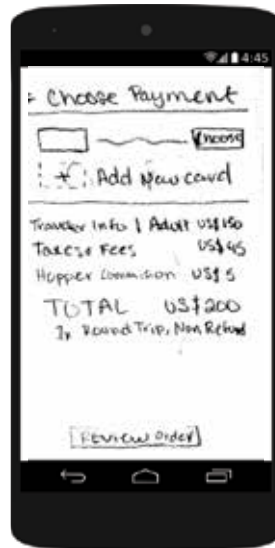 4:45
Choose Payment
Choose
+ Add New card
Traveler Info 1 Adult US$150
Taxes & Fees US$45
Hopper Commission US$ 5
TOTAL US$200
Round Trip, Non Refund
Review Order